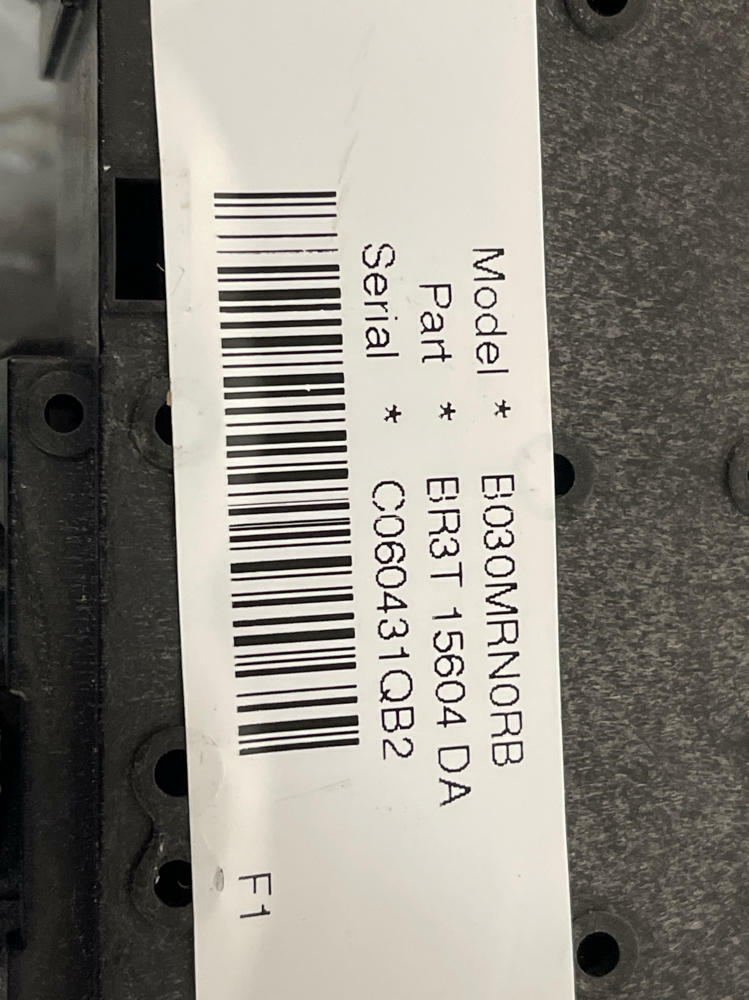 Model * B030MRN0RB
Part * BR3T 15604 DA
Serial * C060431QB2
F1